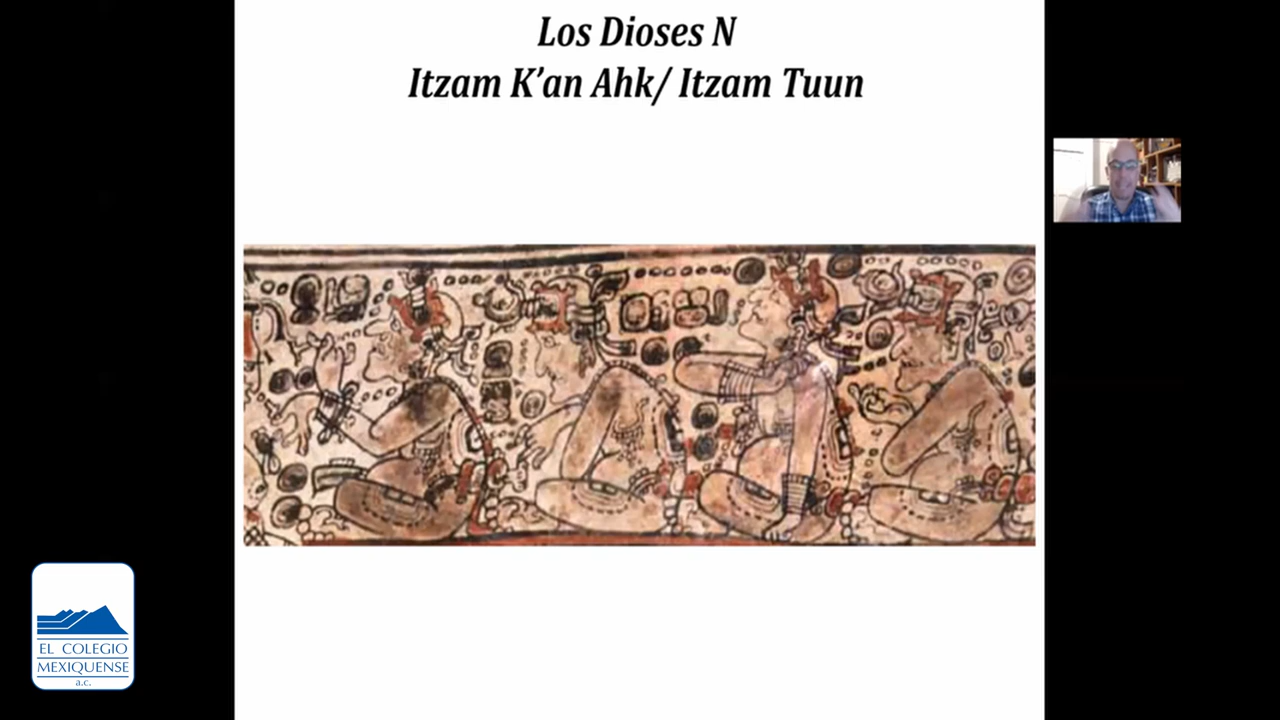 Los Dioses N
Itzam K’an Ahk/ Itzam Tuun
EL COLEGIO
MEXIQUENSE
a.c.